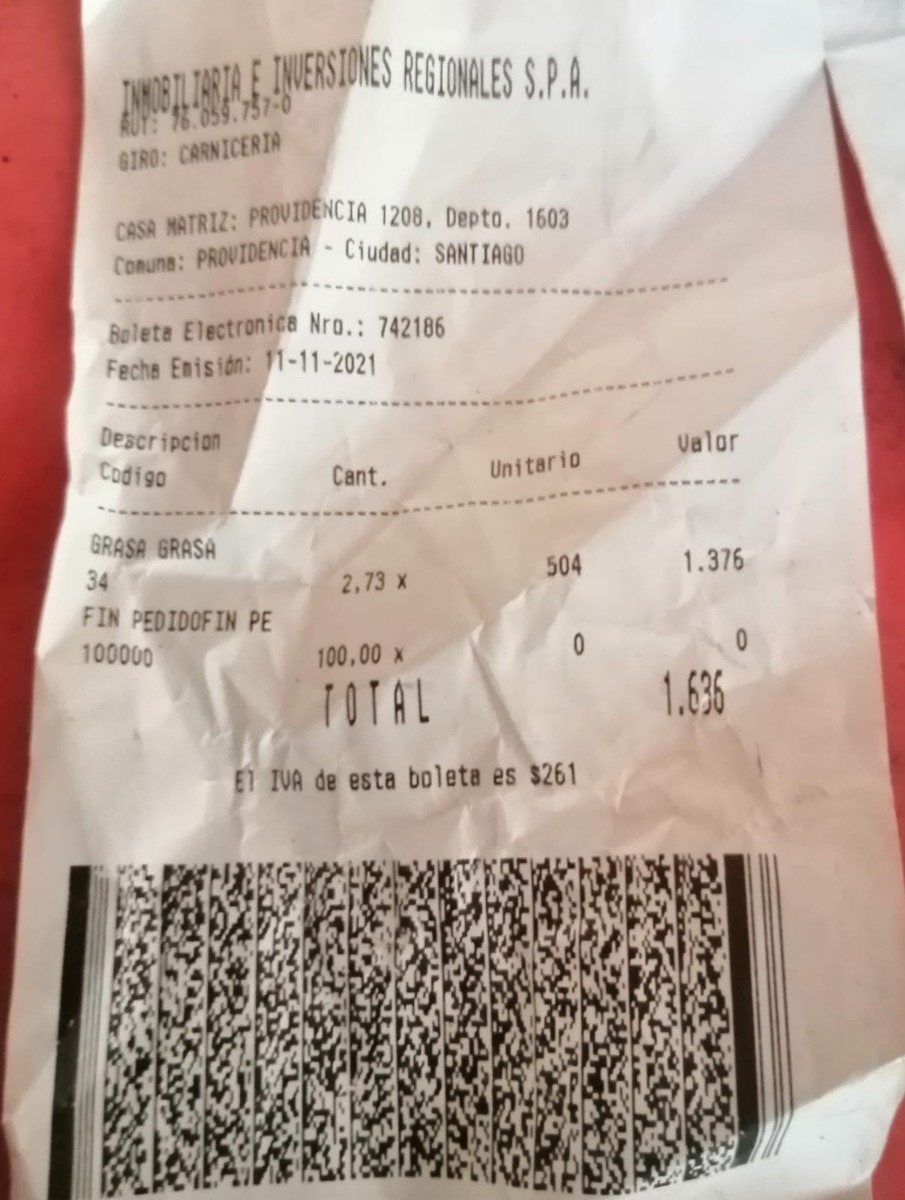 INMOBILIARIA E INVERSIONES REGIONALES S.P.A.
RUT: 76.059.757-0
GIRO: CARNICERIA
CASA MATRIZ: PROVIDENCIA 1208, Depto. 1603
Comuna: PROVIDENCIA - Ciudad: SANTIAGO
Boleta Electronica Nro.: 742186
Fecha Emisión: 11-11-2021
Descripcion
Codigo Cant. Unitario Valor
GRASA GRASA
34 2,73 x 504 1.376
FIN PEDIDOFIN PE
100000 100,00 x 0 0
TOTAL 1.636
El IVA de esta boleta es $261